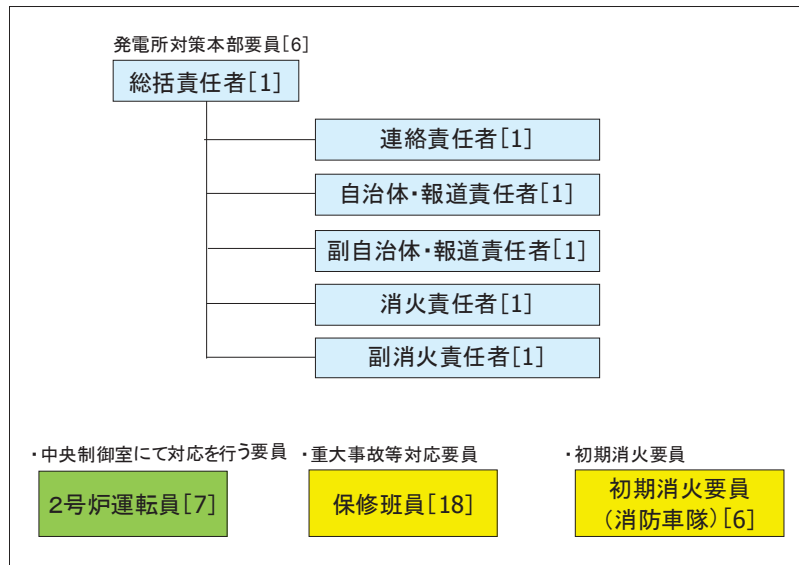 発電所対策本部要員[6]
総括責任者[1]
連絡責任者[1]
自治体・報道責任者[1]
副自治体・報道責任者[1]
消火責任者[1]
副消火責任者[1]
・中央制御室にて対応を行う要員
２号炉運転員[7]
・重大事故等対応要員
保修班員[18]
・初期消火要員
初期消火要員
(消防車隊)[6]